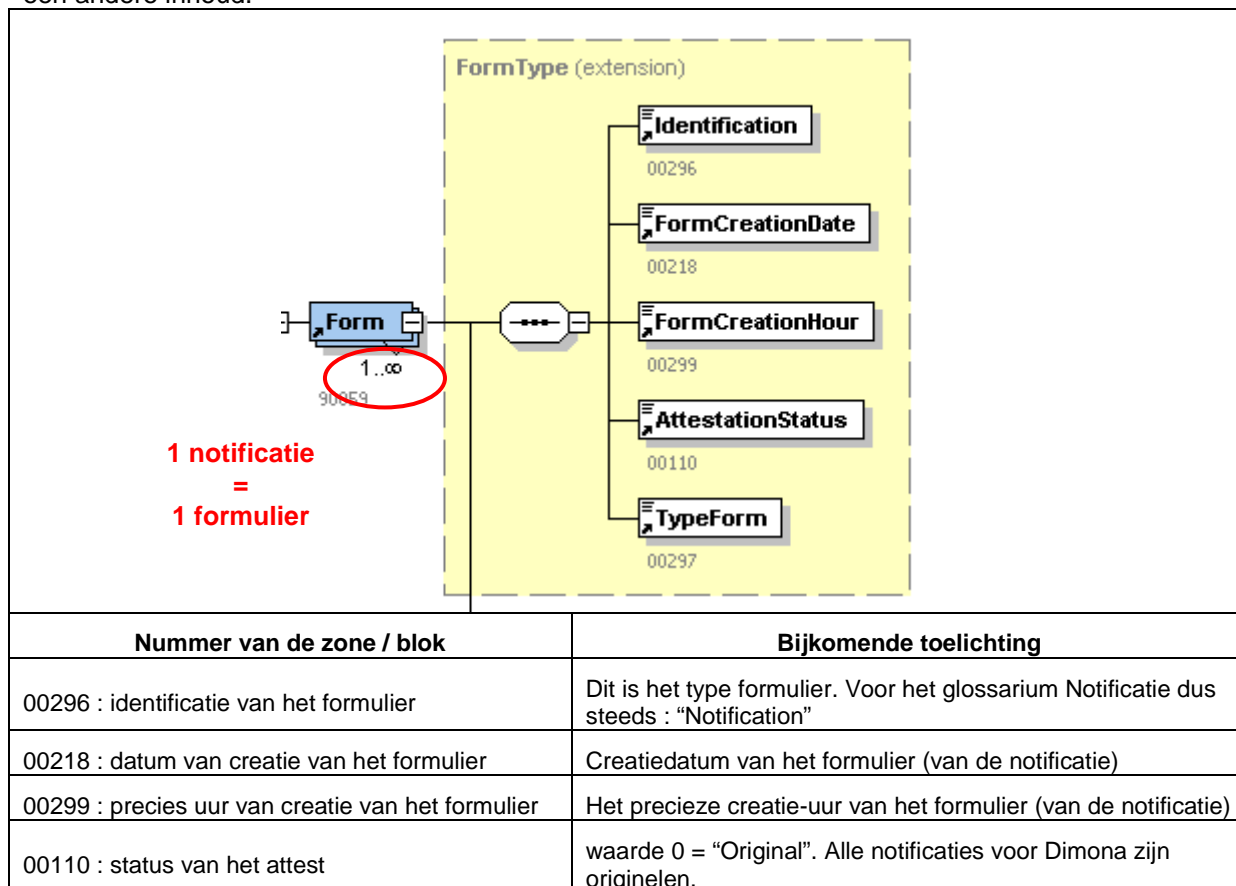 een andere inhoud.
FormType (extension)
Identification
00296
FormCreationDate
00218
Form
FormCreationHour
1..∞
00299
90059
AttestationStatus
00110
1 notificatie
=
1 formulier
TypeForm
00297
Nummer van de zone / blok
Bijkomende toelichting
00296 : identificatie van het formulier
Dit is het type formulier. Voor het glossarium Notificatie dus
steeds : “Notification”
00218 : datum van creatie van het formulier
Creatiedatum van het formulier (van de notificatie)
00299 : precies uur van creatie van het formulier
Het precieze creatie-uur van het formulier (van de notificatie)
00110 : status van het attest
waarde 0 = “Original”. Alle notificaties voor Dimona zijn
originelen.